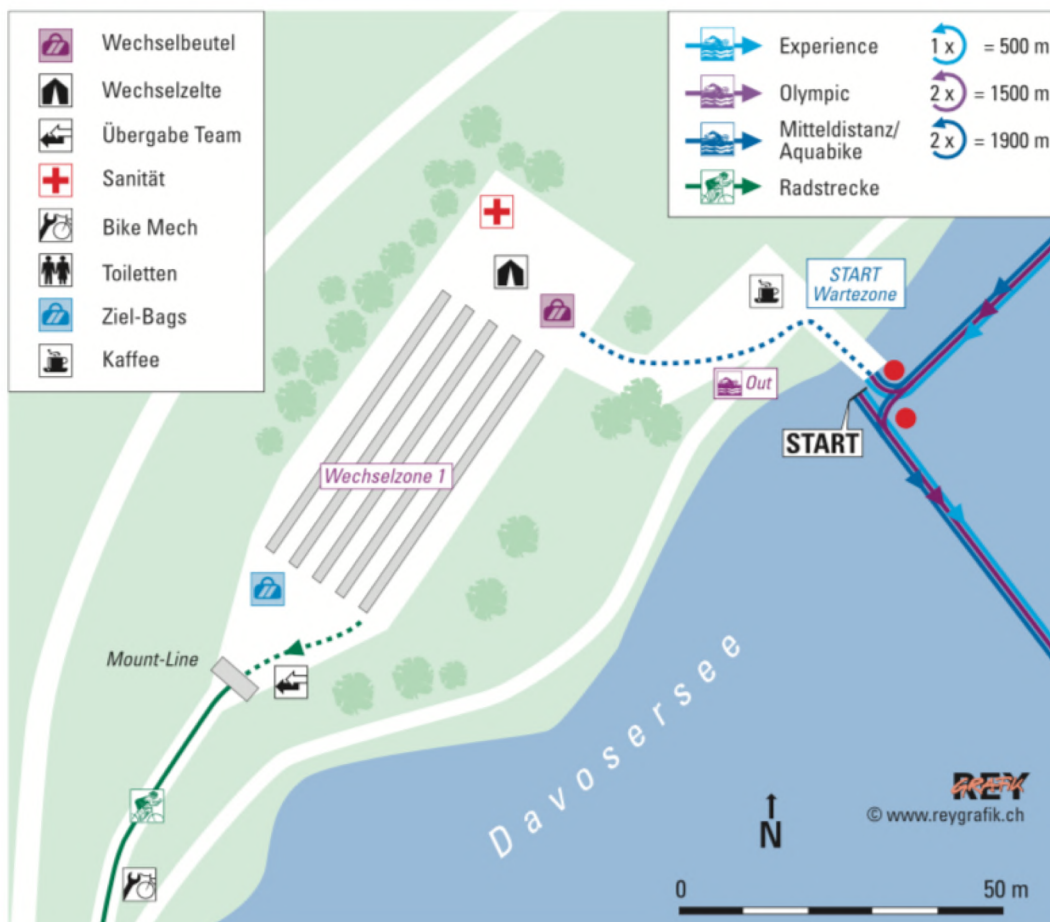 Wechselbeutel
Wechselzelte
Übergabe Team
Sanität
Bike Mech
Toiletten
Ziel-Bags
Kaffee
Experience 1 x = 500 m
Olympic 2 x = 1500 m
Mitteldistanz/
Aquabike 2 x = 1900 m
Radstrecke
START
Wartezone
Out
START
Wechselzone 1
Mount-Line
Davosersee
REY
GRAFIK
© www.reygrafik.ch
N
0 50 m